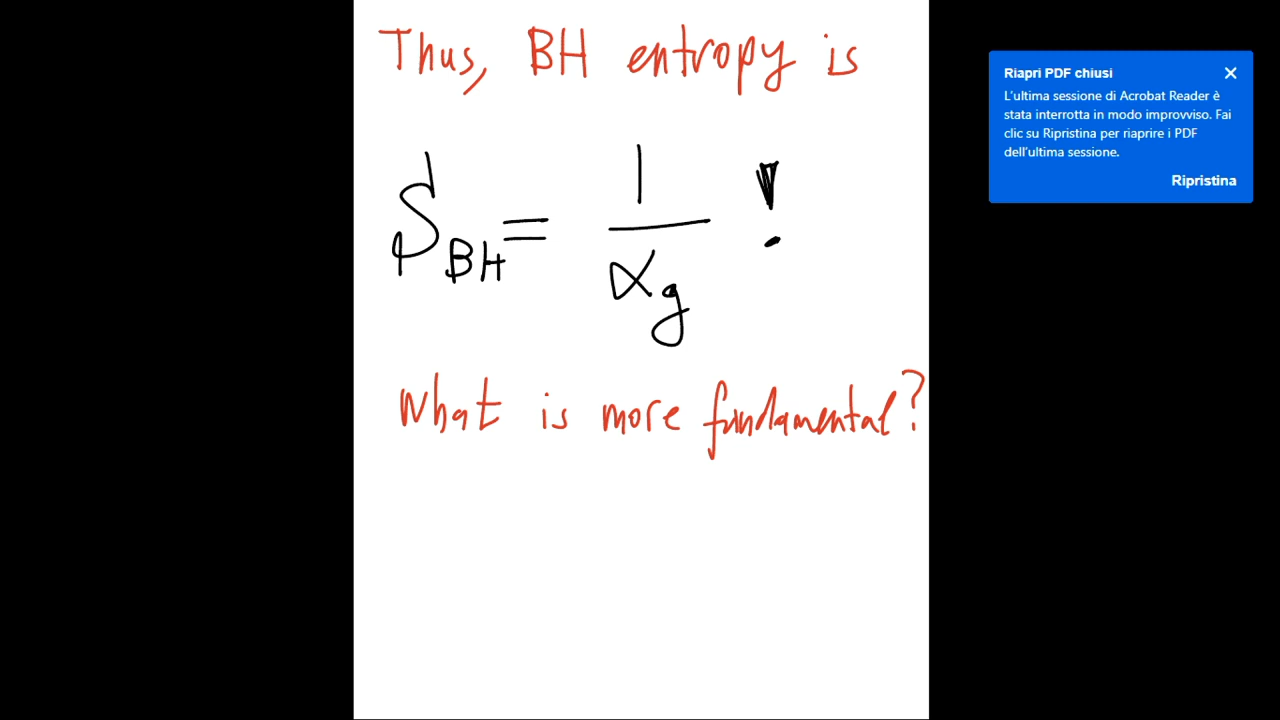 Thus, BH entropy is
S_BH = 1/α_g !
What is more fundamental?
Riapri PDF chiusi
L'ultima sessione di Acrobat Reader è
stata interrotta in modo improvviso. Fai
clic su Ripristina per riaprire i PDF
dell'ultima sessione.
Ripristina